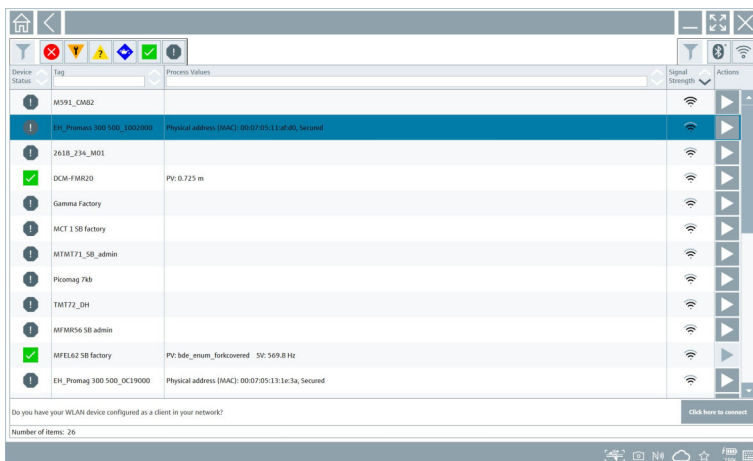 Device Status Tag Process Values Signal Strength Actions
M591_CM82
EH_Promass 300 500_1002000 Physical address (MAC): 00:07:05:11:af:d0, Secured
2618_234_M01
DCM-FMR20 PV: 0.725 m
Gamma Factory
MCT 1 SB factory
MTMT71_SB_admin
Picomag 7kb
TMT72_DH
MFMR56 SB admin
MFEL62 SB factory PV: bde_enum_forkcovered SV: 569.8 Hz
EH_Promag 300 500_0C19000 Physical address (MAC): 00:07:05:13:1e:3a, Secured
Do you have your WLAN device configured as a client in your network? Click here to connect
Number of items: 26